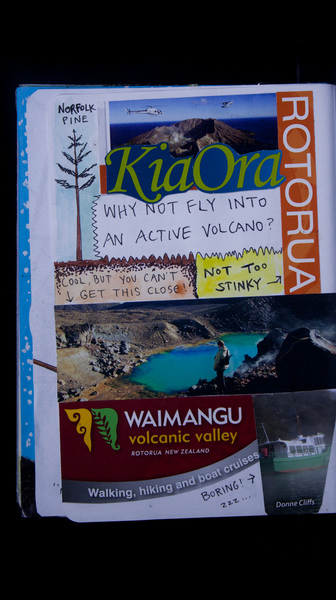 NORFOLK
PINE
KiaOra
ROTORUA
WHY NOT FLY INTO
AN ACTIVE VOLCANO?
COOL, BUT YOU CAN'T
↓ GET THIS CLOSE!
NOT TOO
STINKY →
WAIMANGU
volcanic valley
ROTORUA NEW ZEALAND
Walking, hiking and boat cruises
BORING!
zzz...
Donne Cliffs